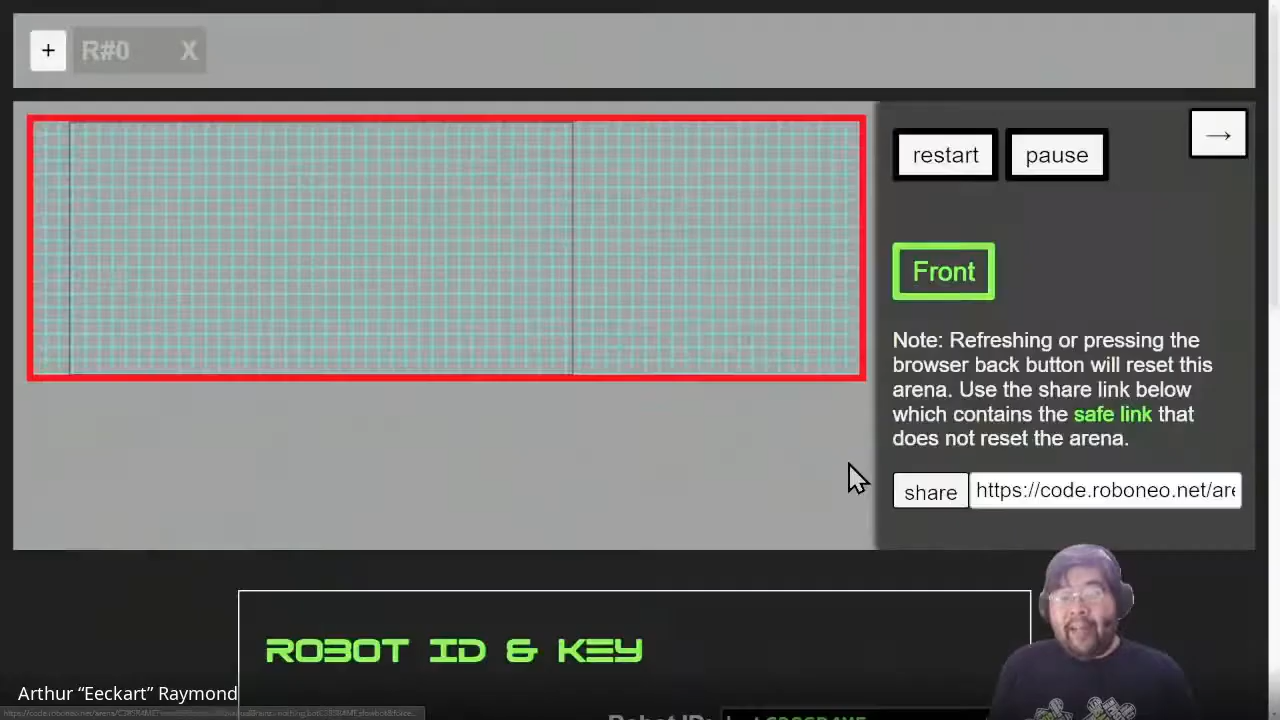 + R#0 X
→
restart pause
Front
Note: Refreshing or pressing the
browser back button will reset this
arena. Use the share link below
which contains the safe link that
does not reset the arena.
share https://code.roboneo.net/are
ROBOT ID & KEY
Arthur “Eeckart” Raymond